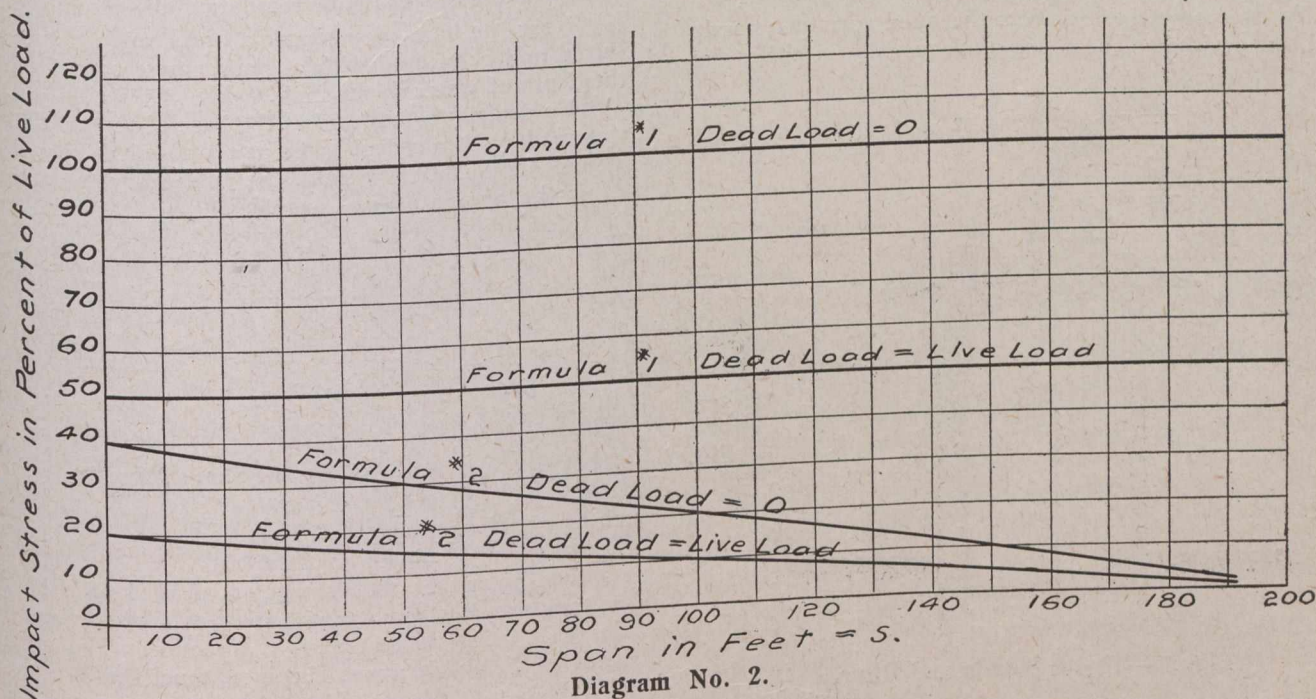 Impact Stress in Percent of Live Load.
120
110
100
90
80
70
60
50
40
30
20
10
0
Formula #1 Dead Load = 0
Formula #1 Dead Load = Live Load
Formula #2 Dead Load = 0
Formula #2 Dead Load = Live Load
10 20 30 40 50 60 70 80 90 100 120 140 160 180 200
Span in Feet = S.
Diagram No. 2.